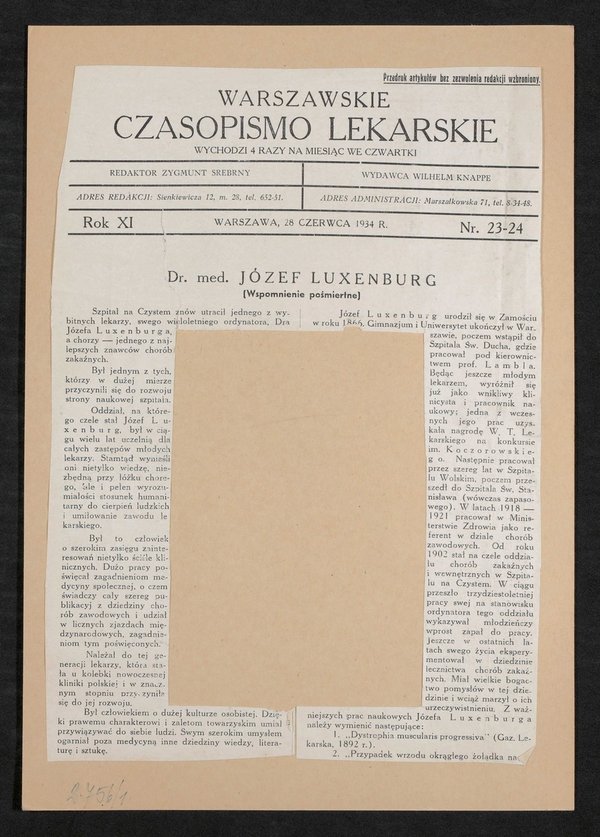 Przedruk artykułów bez zezwolenia redakcji wzbroniony.
WARSZAWSKIE
CZASOPISMO LEKARSKIE
WYCHODZI 4 RAZY NA MIESIĄC WE CZWARTKI
REDAKTOR ZYGMUNT SREBRNY
WYDAWCA WILHELM KNAPPE
ADRES REDAKCJI: Sienkiewicza 12, m. 28, tel. 652-51.
ADRES ADMINISTRACJI: Marszałkowska 71, tel. 8-34-48.
Rok XI
WARSZAWA, 28 CZERWCA 1934 R.
Nr. 23-24
Dr. med. JÓZEF LUXENBURG
(Wspomnienie pośmiertne)
Szpital na Czystem znów utracił jednego z wy-
bitnych lekarzy, swego wieloletniego ordynatora, Dra
Józefa Luxenburga,
a chorzy — jednego z naj-
lepszych znawców chorób
zakaźnych.
Był jednym z tych,
którzy w dużej mierze
przyczynili się do rozwoju
strony naukowej szpitala.
Oddział, na które-
go czele stał Józef Lu-
xenburg, był w cią-
gu wielu lat uczelnią dla
całych zastępów młodych
lekarzy. Stamtąd wynieśli
oni nietylko wiedzę, nie-
zbędną przy łóżku chore-
go, ale i pełen wyrozu-
miałości stosunek humani-
tarny do cierpień ludzkich
i umiłowanie zawodu le
karskiego.
Był to człowiek
o szerokim zasięgu zainte-
resowań nietylko ściśle kli-
nicznych. Dużo pracy po-
święcał zagadnieniom me-
dycyny społecznej, o czem
świadczy cały szereg pu-
blikacyj z dziedziny cho-
rób zawodowych i udział
w licznych zjazdach mię-
dzynarodowych, zagadnie-
niom tym poświęconych.
Należał do tej ge-
neracji lekarzy, która sta-
ła u kolebki nowoczesnej
kliniki polskiej i w znacz-
nym stopniu przyczyniła
się do jej rozwoju.
Był człowiekiem o dużej kulturze osobistej. Dzię-
ki prawemu charakterowi i zaletom towarzyskim umiał
przywiązywać do siebie ludzi. Swym szerokim umysłem
ogarniał poza medycyną inne dziedziny wiedzy, litera-
turę i sztukę.
Józef Luxenburg urodził się w Zamościu
w roku 1866. Gimnazjum i Uniwersytet ukończył w War-
szawie, poczem wstąpił do
Szpitala Św. Ducha, gdzie
pracował pod kierownic-
twem prof. Lambla.
Będąc jeszcze młodym
lekarzem, wyróżnił się
już jako wnikliwy kli-
nicysta i pracownik na-
ukowy; jedna z wczes-
nych jego prac uzys-
kała nagrodę W. T. Le-
karskiego na konkursie
im. Koczorowskie-
go. Następnie pracował
przez szereg lat w Szpita-
lu Wolskim, poczem prze-
szedł do Szpitala Św. Sta-
nisława (wówczas zapaso-
wego). W latach 1918 —
1921 pracował w Minis-
terstwie Zdrowia jako re-
ferent w dziale chorób
zawodowych. Od roku
1902 stał na czele oddzia-
łu chorób zakaźnych
i wewnętrznych w Szpita-
lu na Czystem. W ciągu
przeszło trzydziestoletniej
pracy swej na stanowisku
ordynatora tego oddziału
wykazywał młodzieńczy
wprost zapał do pracy.
Jeszcze w ostatnich la-
tach swego życia ekspery-
mentował w dziedzinie
lecznictwa chorób zakaź-
nych. Miał wielkie bogac-
two pomysłów w tej dzie-
dzinie i wciąż marzył o ich
urzeczywistnieniu. Z waż-
niejszych prac naukowych Józefa Luxenburga
należy wymienić następujące:
1. „Dystrophia muscularis progressiva" (Gaz. Le-
karska, 1892 r.).
2. „Przypadek wrzodu okrągłego żołądka na